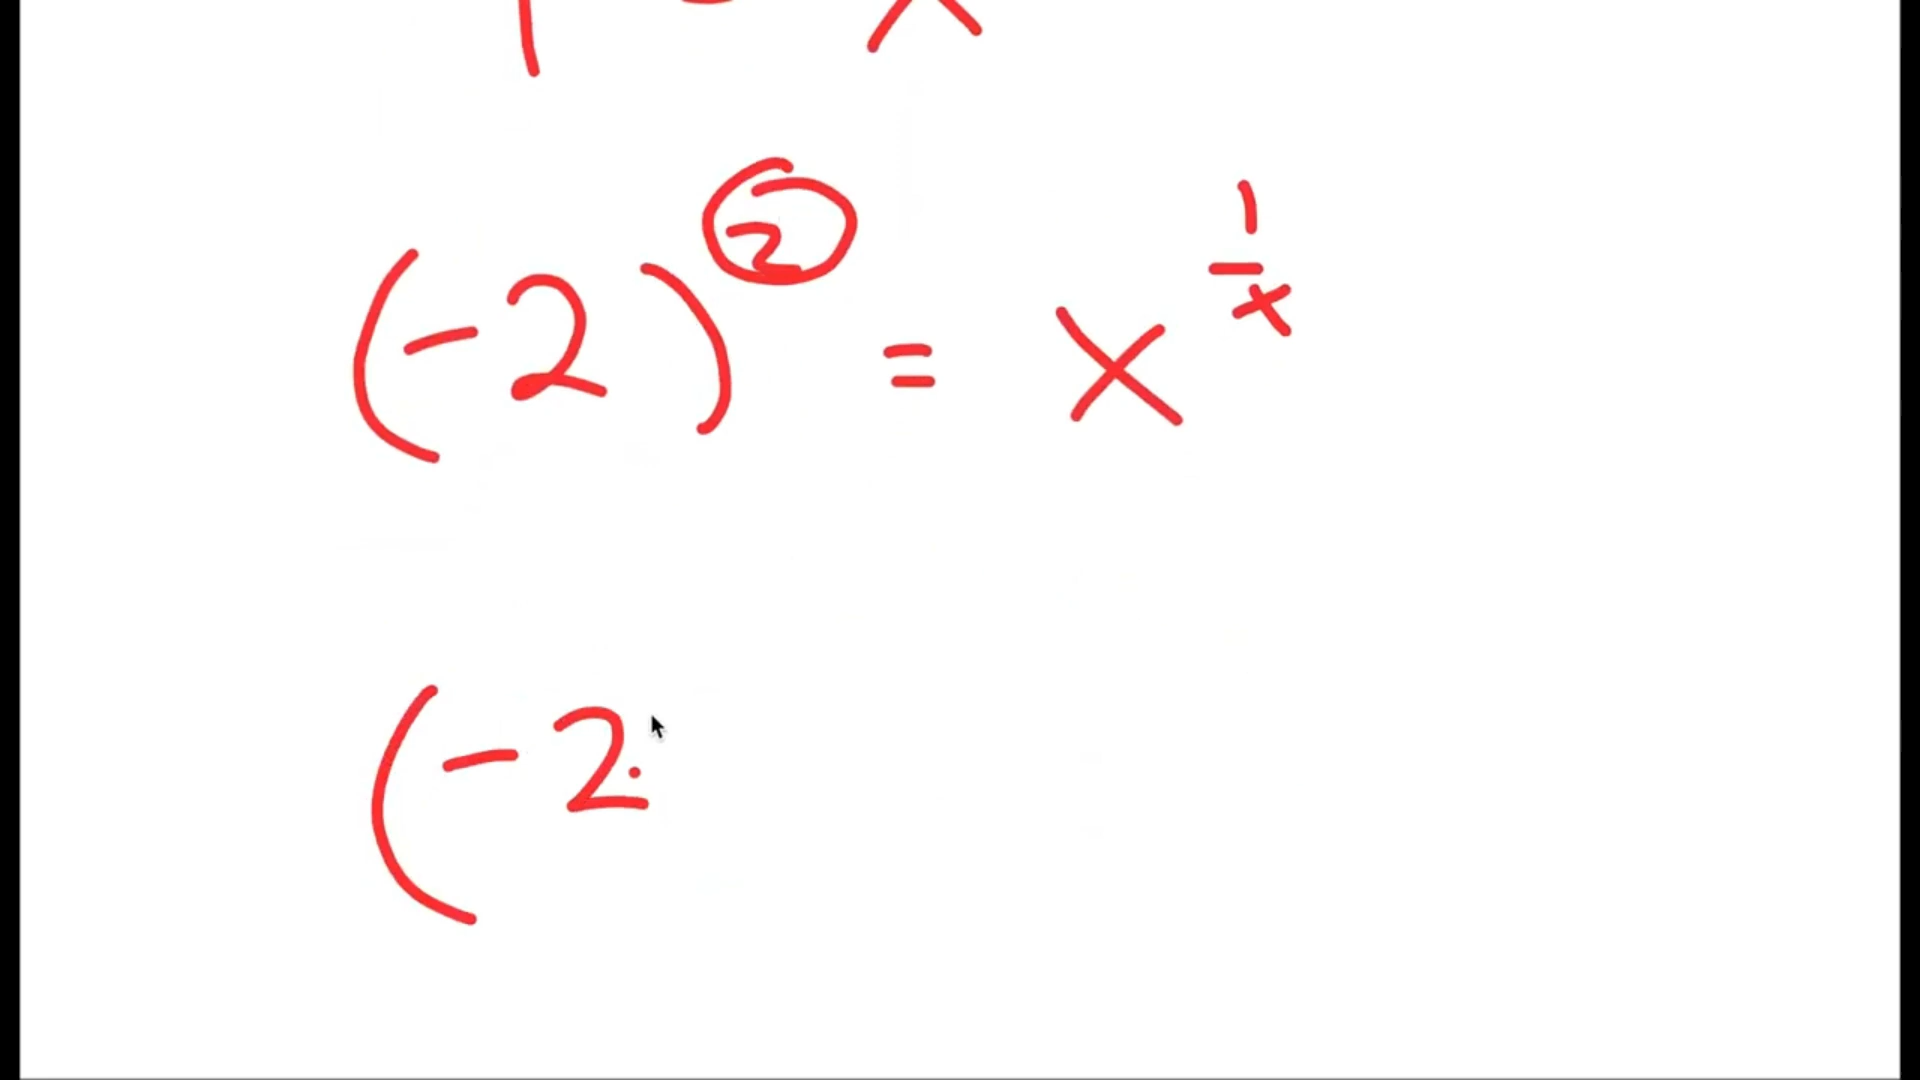 (-2)² = x^(1/x)
(-2